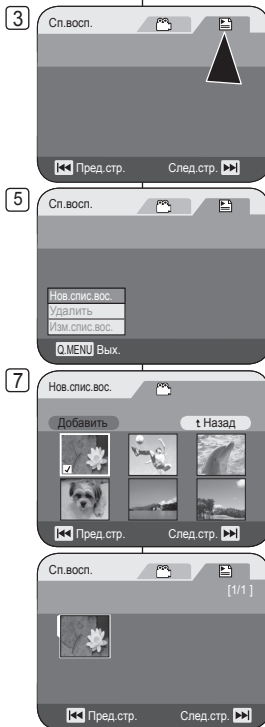 3
Сп.восп.
Пред.стр. След.стр.
5
Сп.восп.
Нов.спис.вос.
Удалить
Изм.спис.вос.
Q.MENU Вых.
7
Нов.спис.вос.
Добавить t Назад
Пред.стр. След.стр.
Сп.восп.
[1/1 ]
Пред.стр. След.стр.